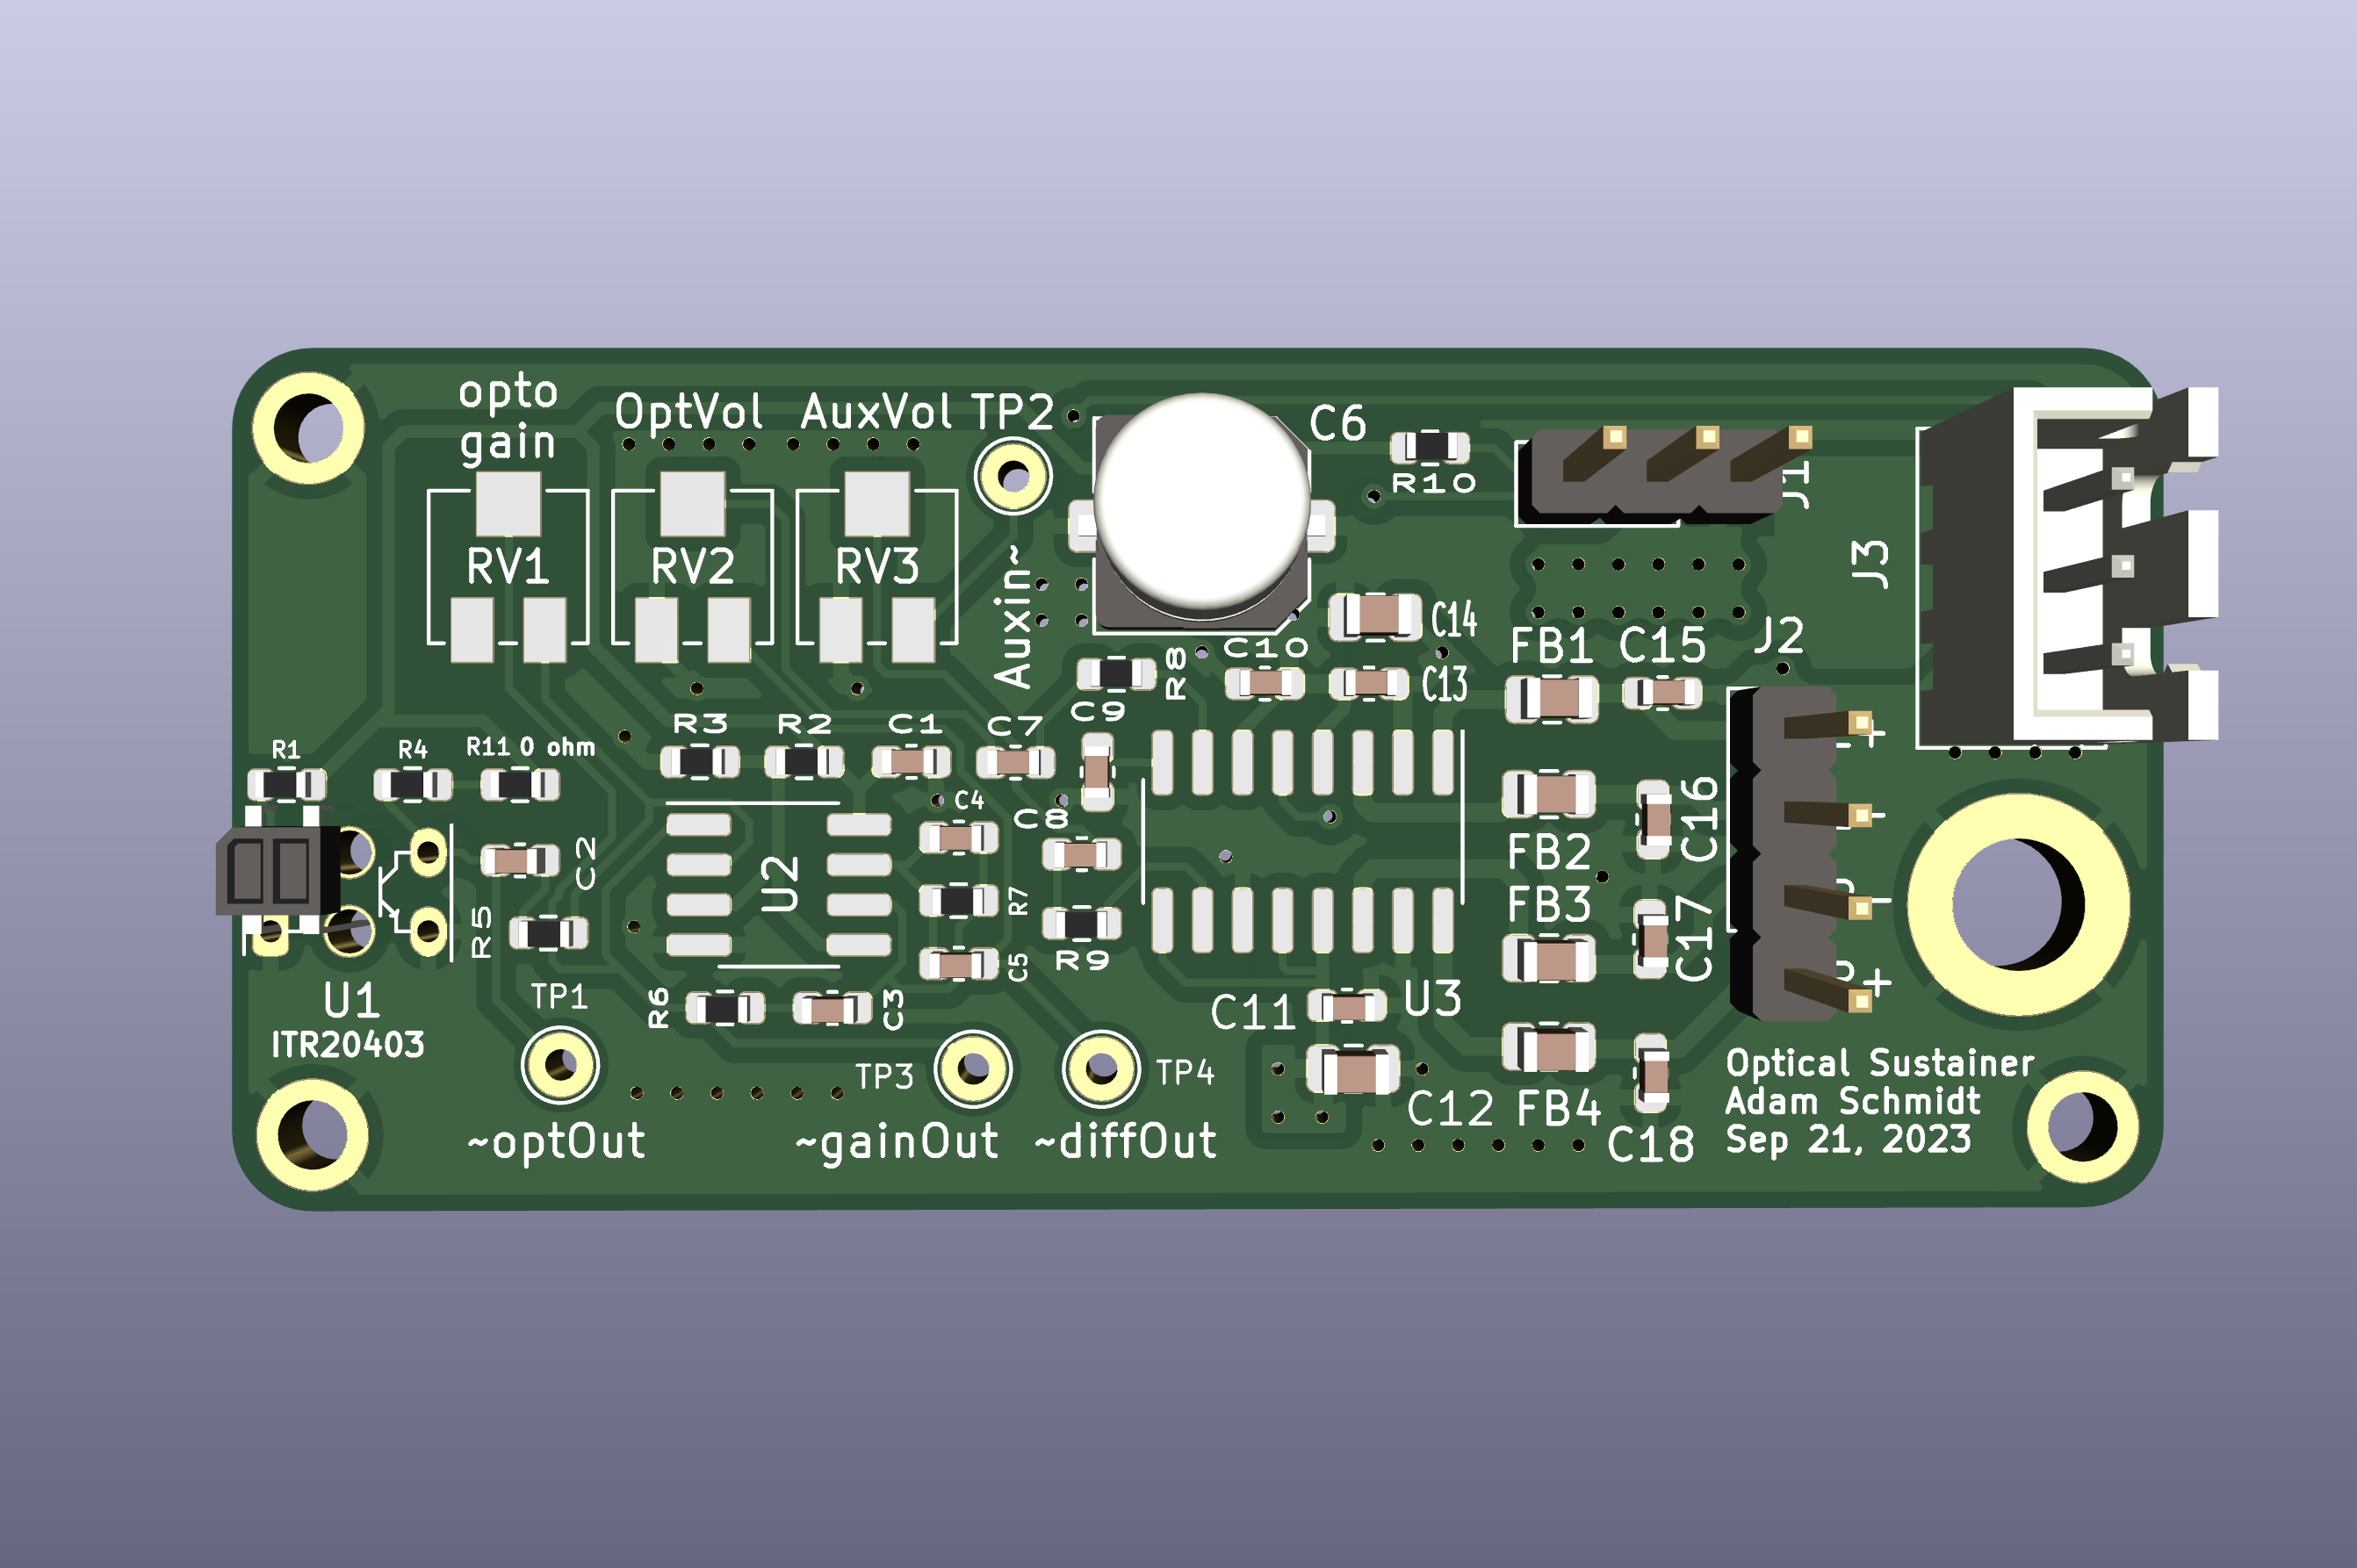 opto
gain
OptVol
AuxVol
TP2
C6
R10
J1
RV1
RV2
RV3
Auxin~
J3
C14
C10
FB1
C15
J2
R8
C13
C9
R3
R2
C1
C7
R1
R4
R11 0 ohm
C4
C8
+
-
C16
FB2
C2
U2
R7
FB3
-
C17
R5
R9
C5
+
TP1
R6
C3
U1
ITR20403
C11
U3
TP3
TP4
C12
FB4
C18
Optical Sustainer
Adam Schmidt
Sep 21, 2023
~optOut
~gainOut
~diffOut